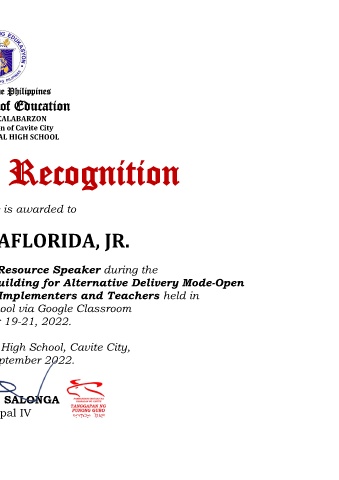 e Philippines
of Education
CALABARZON
n of Cavite City
AL HIGH SCHOOL
Recognition
is awarded to
AFLORIDA, JR.
Resource Speaker during the
uilding for Alternative Delivery Mode-Open
Implementers and Teachers held in
ool via Google Classroom
19-21, 2022.
High School, Cavite City,
eptember 2022.
SALONGA
pal IV
TANGGAPAN NG
PUNONG GURO